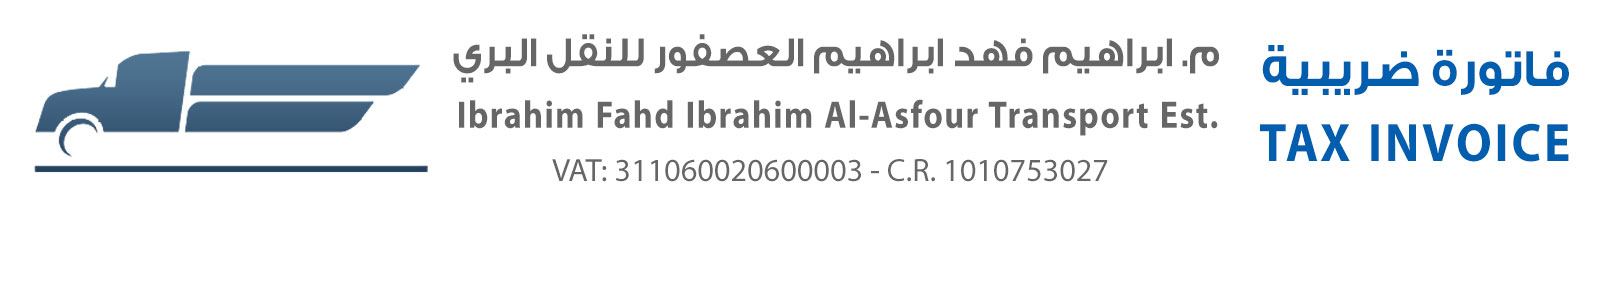 م. ابراهيم فهد ابراهيم العصفور للنقل البري
Ibrahim Fahd Ibrahim Al-Asfour Transport Est.
VAT: 311060020600003 - C.R. 1010753027
فاتورة ضريبية
TAX INVOICE